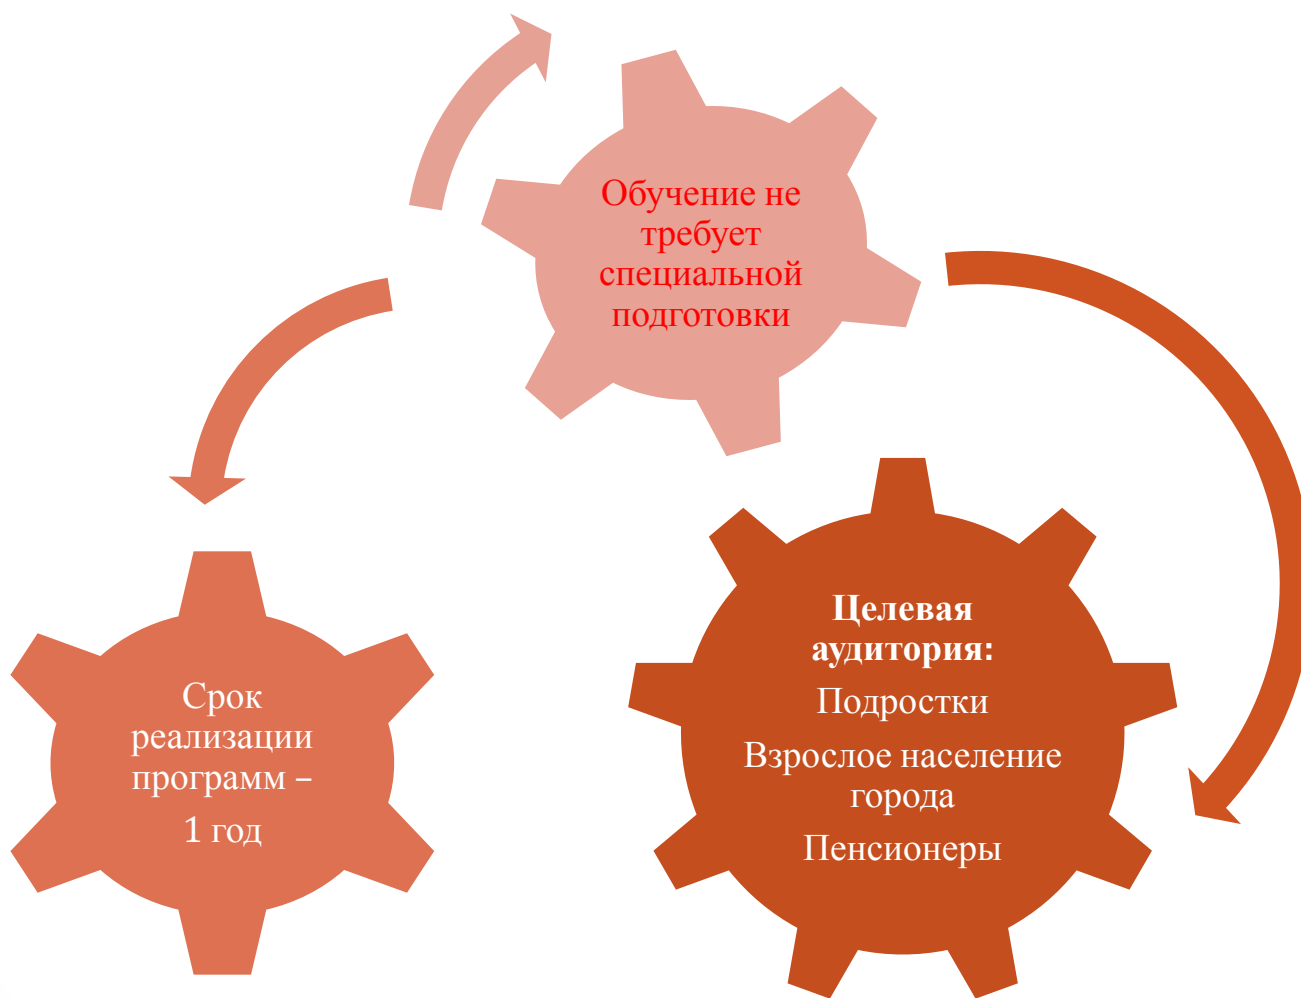 Обучение не
требует
специальной
подготовки
Срок
реализации
программ –
1 год
Целевая
аудитория:
Подростки
Взрослое население
города
Пенсионеры